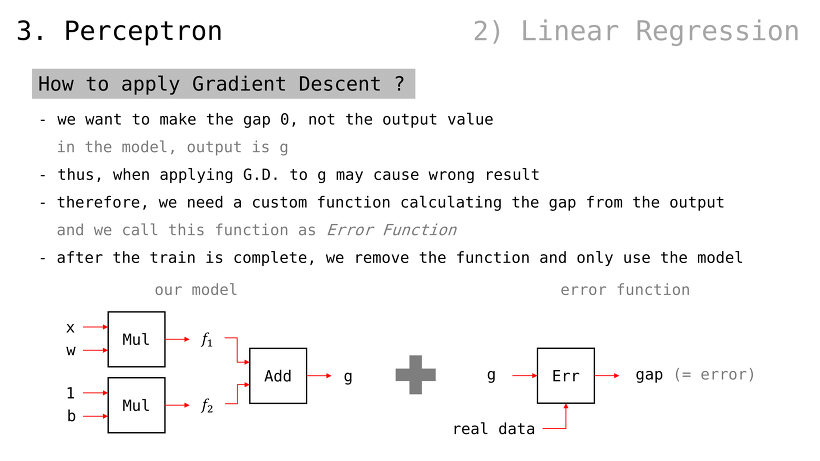 3. Perceptron
2) Linear Regression
How to apply Gradient Descent ?
- we want to make the gap 0, not the output value
in the model, output is g
- thus, when applying G.D. to g may cause wrong result
- therefore, we need a custom function calculating the gap from the output
and we call this function as Error Function
- after the train is complete, we remove the function and only use the model
our model
error function
x
w
Mul
f₁
1
b
Mul
f₂
Add
g
g
Err
gap (= error)
real data